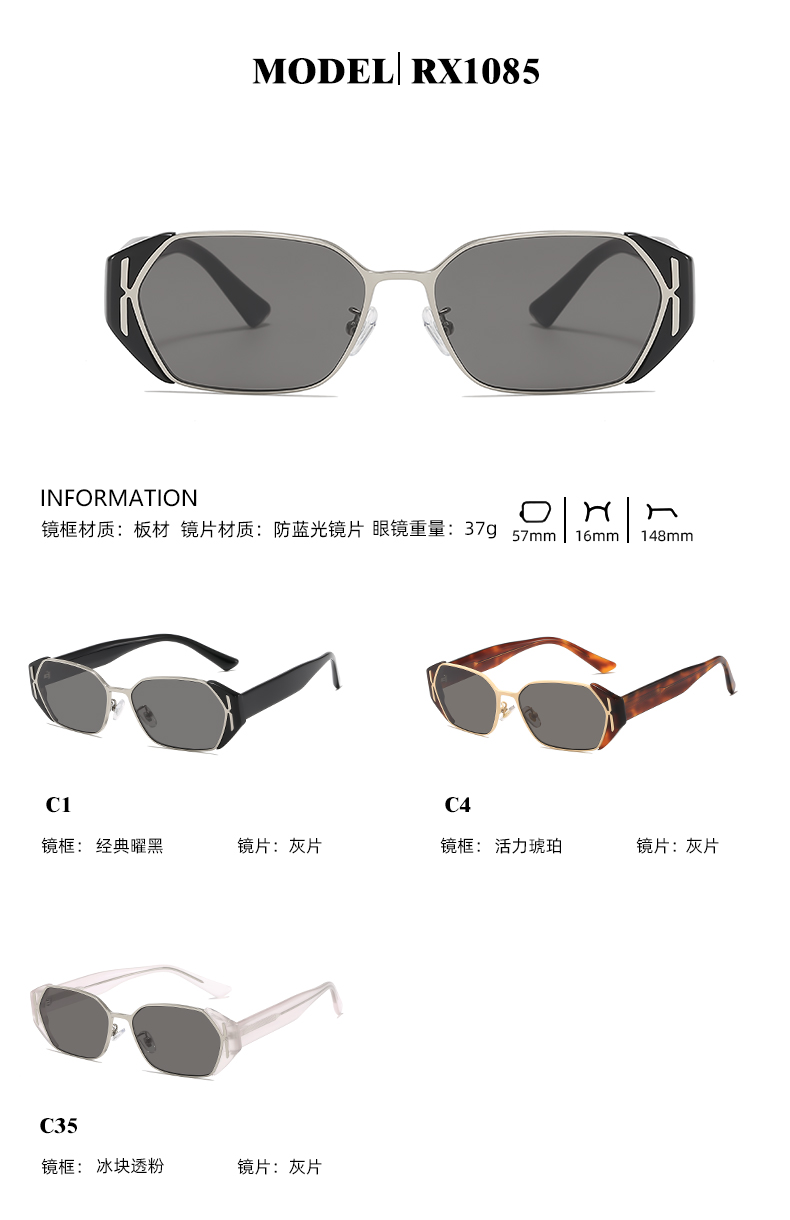 MODEL RX1085
INFORMATION
镜框材质：板材 镜片材质：防蓝光镜片 眼镜重量：37g
57mm 16mm 148mm
C1
镜框： 经典曜黑 镜片：灰片
C4
镜框： 活力琥珀 镜片：灰片
C35
镜框： 冰块透粉 镜片：灰片